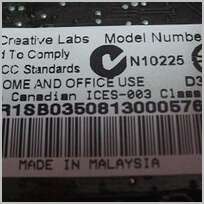 Creative Labs Model Numbe
d To Comply
CC Standards N10225
OME AND OFFICE USE D3
Canadian ICES-003 Class
R1SB0350813000576
MADE IN MALAYSIA